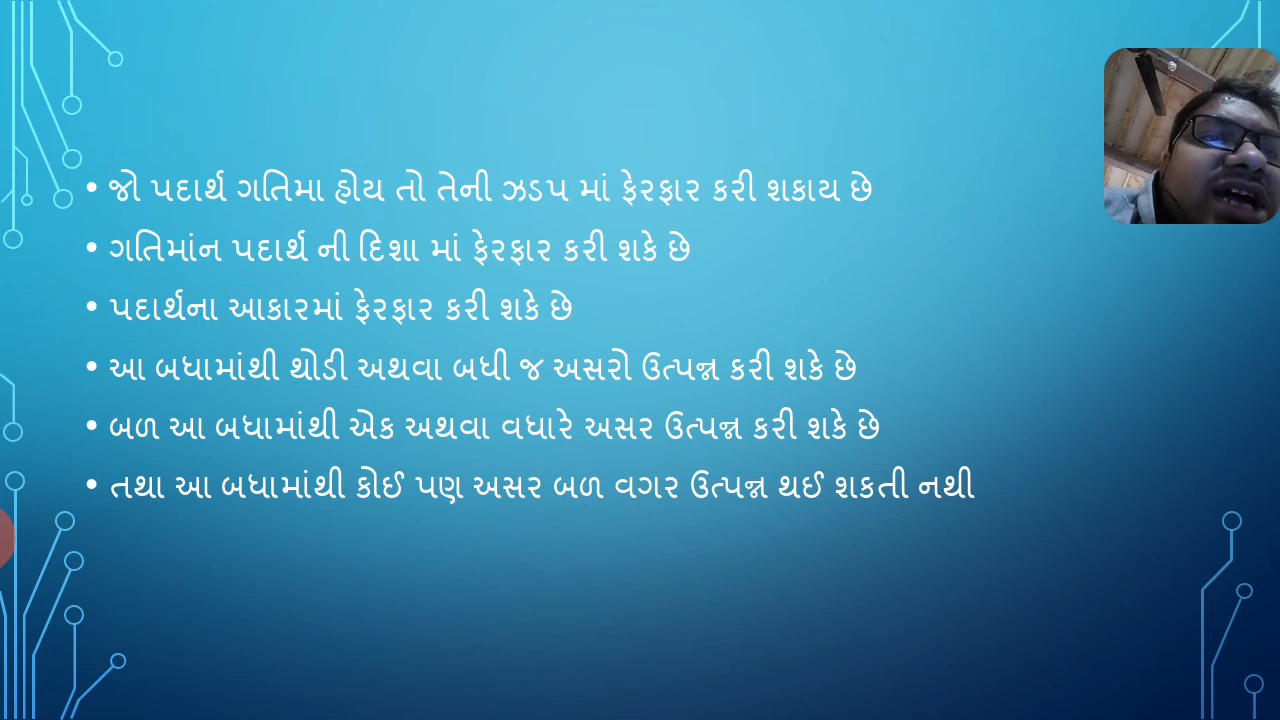 • જો પદાર્થ ગતિમા હોય તો તેની ઝડપ માં ફેરફાર કરી શકાય છે
• ગતિમાંન પદાર્થ ની દિશા માં ફેરફાર કરી શકે છે
• પદાર્થના આકારમાં ફેરફાર કરી શકે છે
• આ બધામાંથી થોડી અથવા બધી જ અસરો ઉત્પન્ન કરી શકે છે
• બળ આ બધામાંથી એક અથવા વધારે અસર ઉત્પન્ન કરી શકે છે
• તથા આ બધામાંથી કોઈ પણ અસર બળ વગર ઉત્પન્ન થઈ શકતી નથી